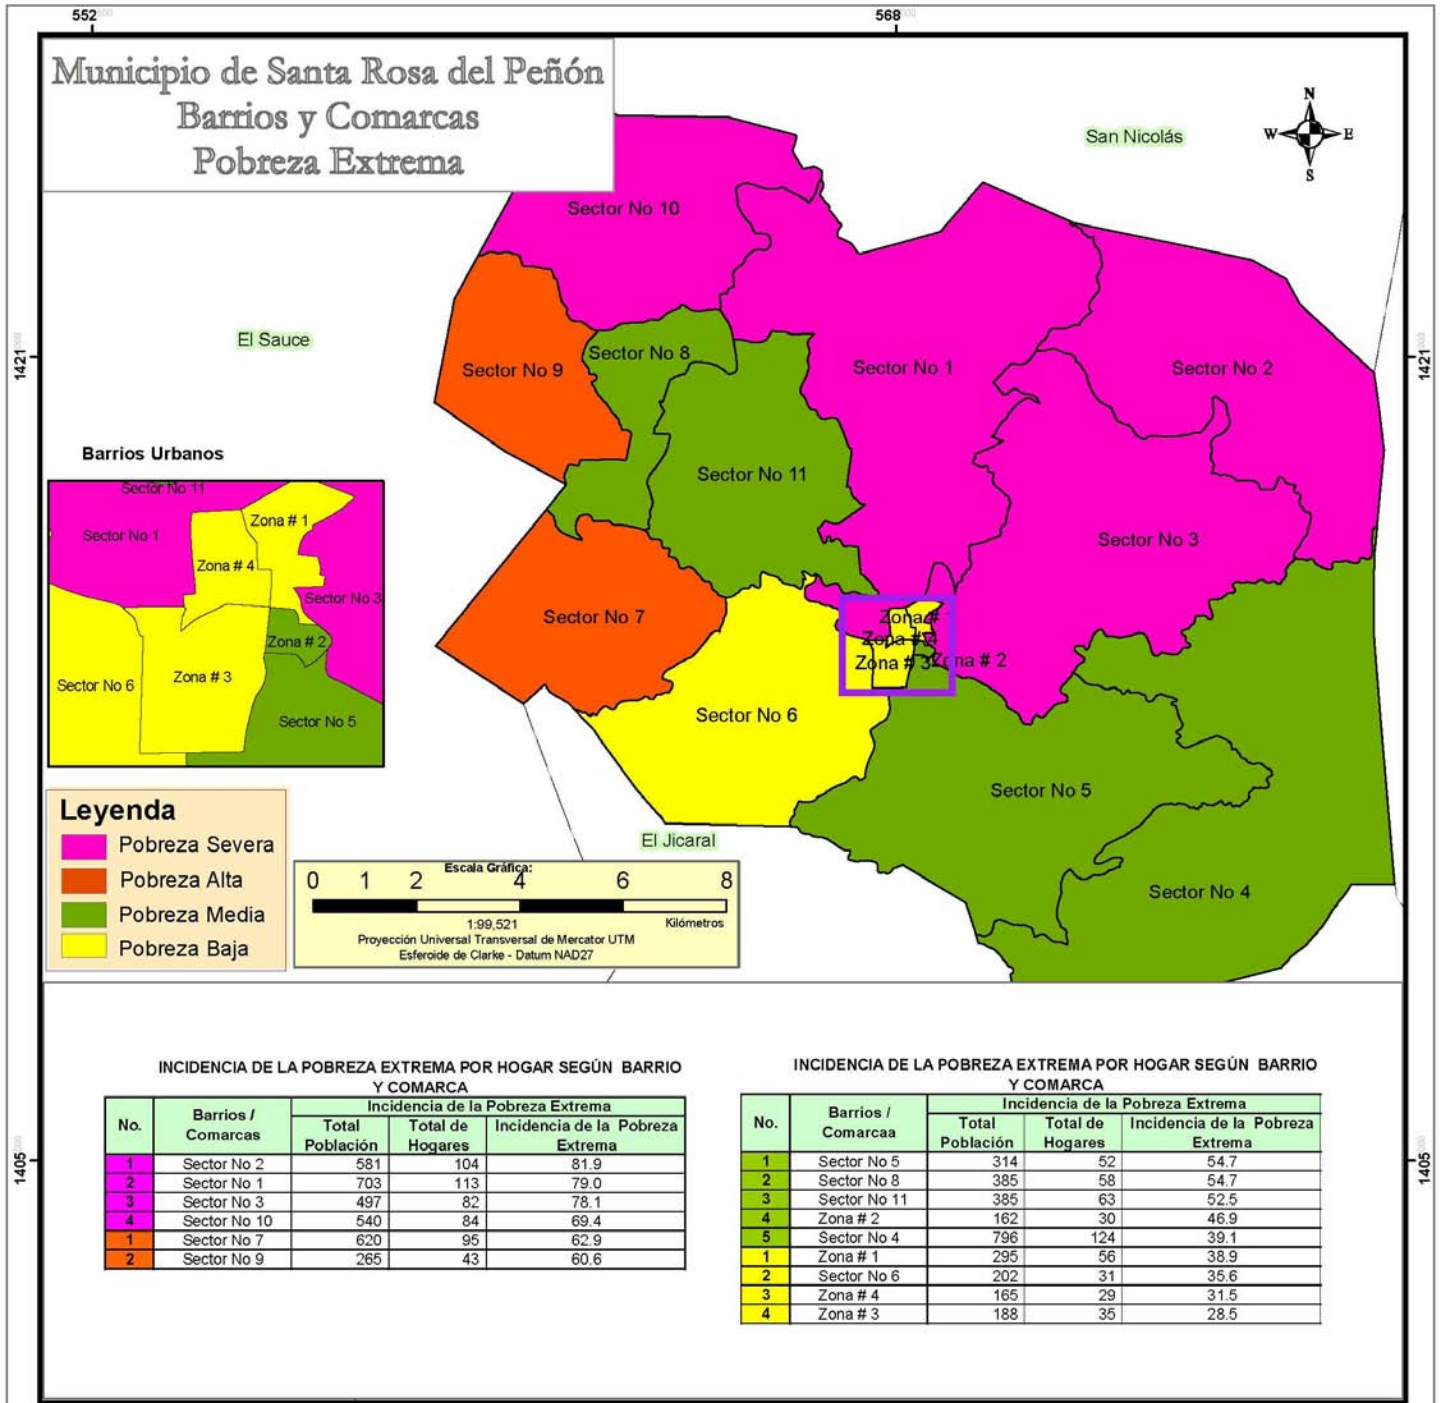 552000
568000
Municipio de Santa Rosa del Peñón
Barrios y Comarcas
Pobreza Extrema
N
W E
S
San Nicolás
Sector No 10
El Sauce
Sector No 8
Sector No 9
Sector No 1
Sector No 2
1421000
1421000
Sector No 11
Sector No 3
Sector No 7
Zona #
Zona # 4
Zona # 3
Zona # 2
Sector No 6
Sector No 5
El Jicaral
Sector No 4
Barrios Urbanos
Sector No 11
Zona # 1
Sector No 1
Zona # 4
Sector No 3
Zona # 2
Zona # 3
Sector No 6
Sector No 5
Leyenda
Pobreza Severa
Pobreza Alta
Pobreza Media
Pobreza Baja
Escala Gráfica:
0 1 2 4 6 8
1:99,521 Kilómetros
Proyección Universal Transversal de Mercator UTM
Esferoide de Clarke - Datum NAD27
1405000
1405000
INCIDENCIA DE LA POBREZA EXTREMA POR HOGAR SEGÚN BARRIO
Y COMARCA
No. Barrios / Comarcas Incidencia de la Pobreza Extrema
Total Población Total de Hogares Incidencia de la Pobreza Extrema
1 Sector No 2 581 104 81.9
2 Sector No 1 703 113 79.0
3 Sector No 3 497 82 78.1
4 Sector No 10 540 84 69.4
1 Sector No 7 620 95 62.9
2 Sector No 9 265 43 60.6
INCIDENCIA DE LA POBREZA EXTREMA POR HOGAR SEGÚN BARRIO
Y COMARCA
No. Barrios / Comarcaa Incidencia de la Pobreza Extrema
Total Población Total de Hogares Incidencia de la Pobreza Extrema
1 Sector No 5 314 52 54.7
2 Sector No 8 385 58 54.7
3 Sector No 11 385 63 52.5
4 Zona # 2 162 30 46.9
5 Sector No 4 796 124 39.1
1 Zona # 1 295 56 38.9
2 Sector No 6 202 31 35.6
3 Zona # 4 165 29 31.5
4 Zona # 3 188 35 28.5